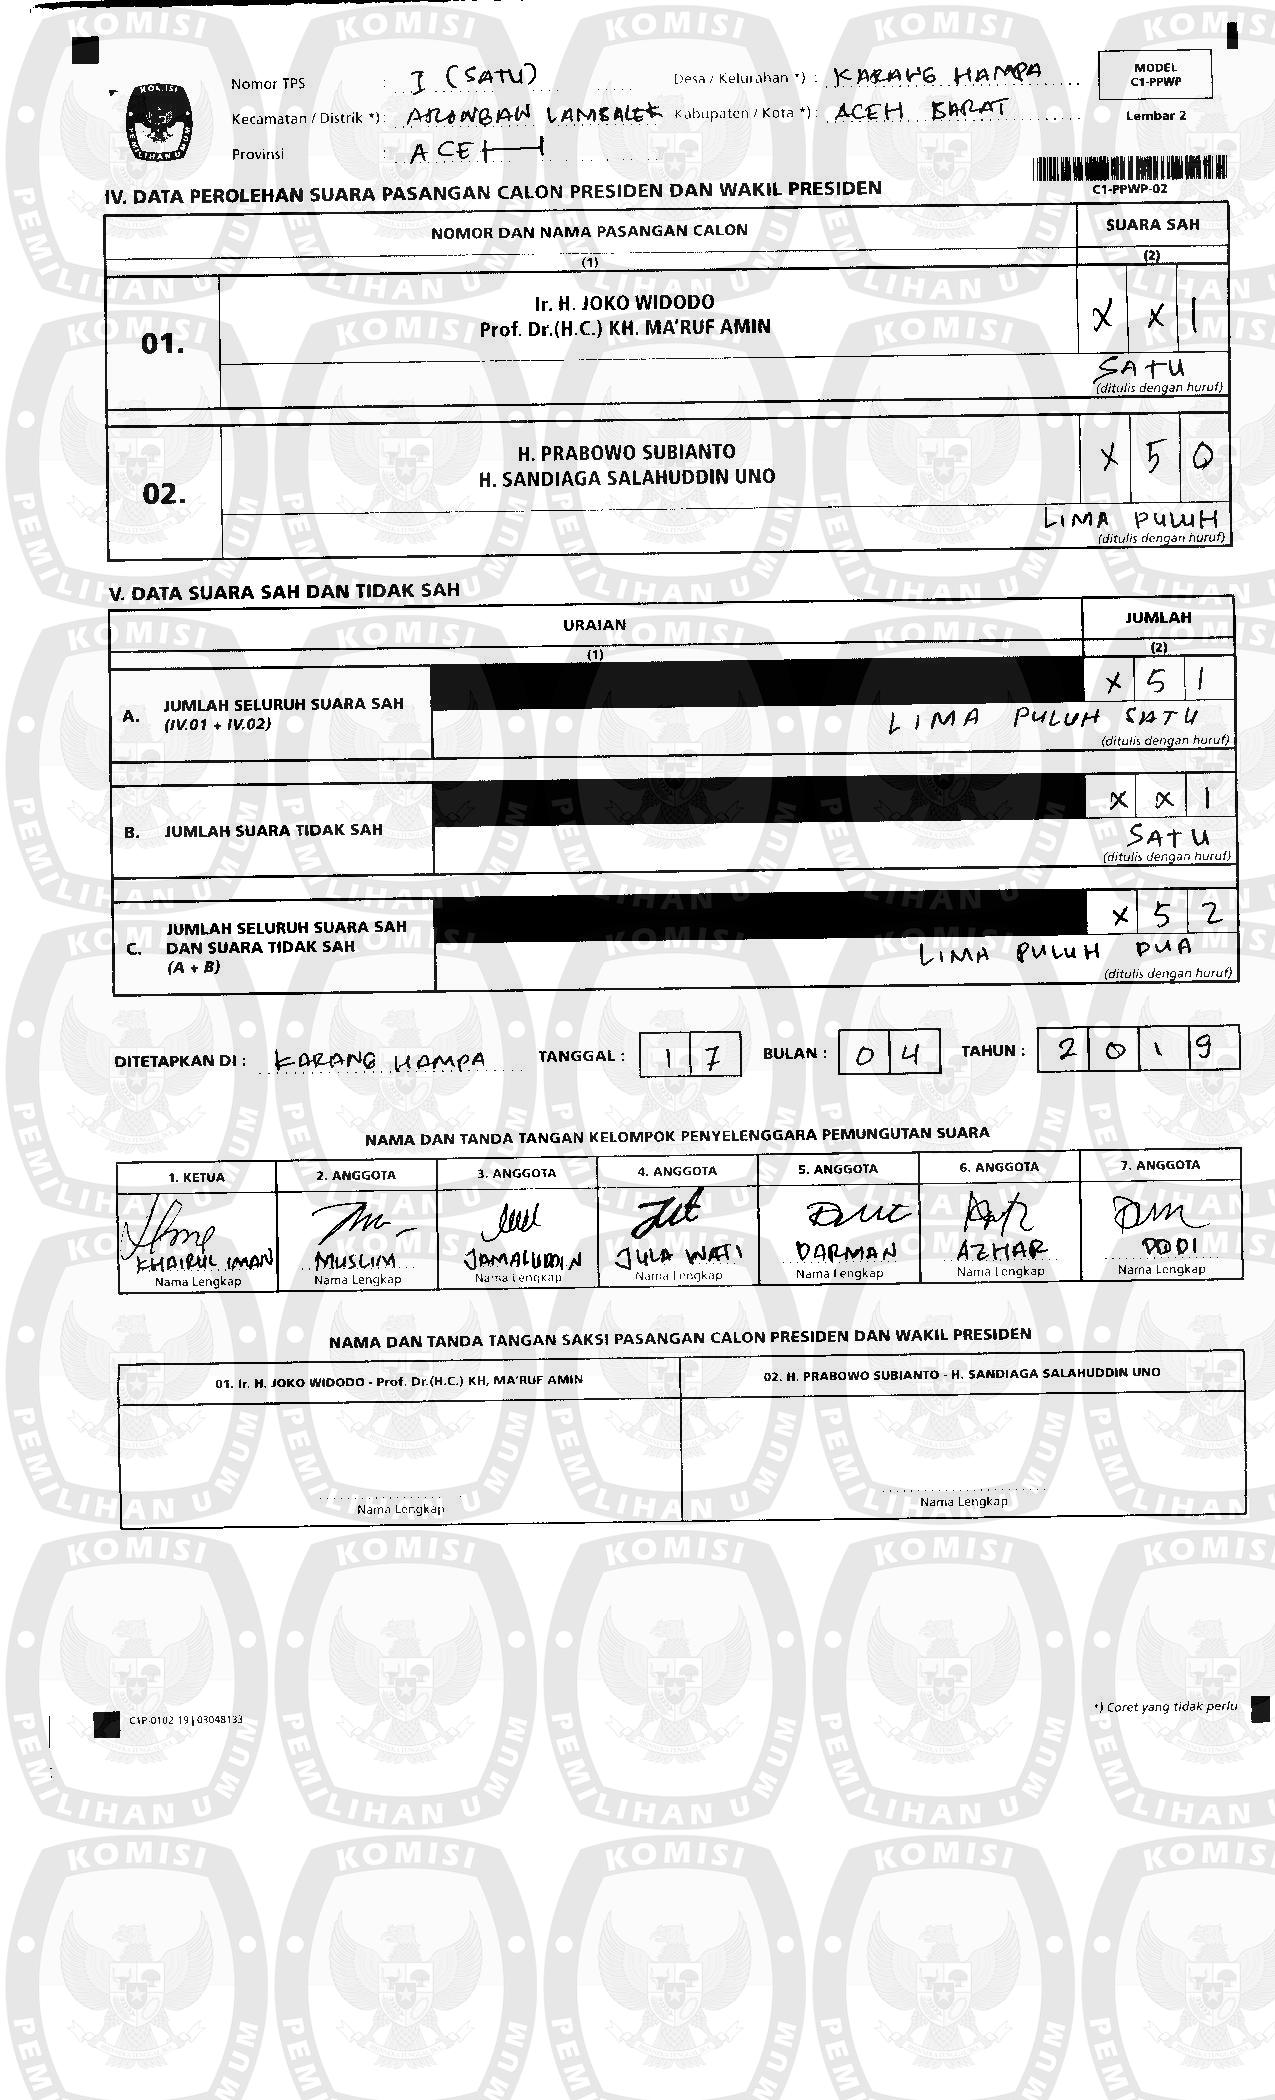 Nomor TPS : I (SATU) Desa / Kelurahan *) : KARANG HAMPA
MODEL
C1-PPWP
Kecamatan / Distrik *) : ARONGAN LAMBALEK Kabupaten / Kota *) : ACEH BARAT
Lembar 2
Provinsi : ACEH
C1-PPWP-02
IV. DATA PEROLEHAN SUARA PASANGAN CALON PRESIDEN DAN WAKIL PRESIDEN
NOMOR DAN NAMA PASANGAN CALON SUARA SAH
(1) (2)
01. Ir. H. JOKO WIDODO
Prof. Dr.(H.C.) KH. MA'RUF AMIN
X X 1
SATU
(ditulis dengan huruf)
02. H. PRABOWO SUBIANTO
H. SANDIAGA SALAHUDDIN UNO
X 5 0
LIMA PULUH
(ditulis dengan huruf)
V. DATA SUARA SAH DAN TIDAK SAH
URAIAN JUMLAH
(1) (2)
A. JUMLAH SELURUH SUARA SAH
(IV.01 + IV.02)
X 5 1
LIMA PULUH SATU
(ditulis dengan huruf)
B. JUMLAH SUARA TIDAK SAH
X X 1
SATU
(ditulis dengan huruf)
C. JUMLAH SELURUH SUARA SAH
DAN SUARA TIDAK SAH
(A + B)
X 5 2
LIMA PULUH DUA
(ditulis dengan huruf)
DITETAPKAN DI : KARANG HAMPA TANGGAL : 1 7 BULAN : 0 4 TAHUN : 2 0 1 9
NAMA DAN TANDA TANGAN KELOMPOK PENYELENGGARA PEMUNGUTAN SUARA
1. KETUA 2. ANGGOTA 3. ANGGOTA 4. ANGGOTA 5. ANGGOTA 6. ANGGOTA 7. ANGGOTA
KHAIRUL IMAN MUSLIM JAMALUDDIN JULA WATI DARMAN AZHAR DODI
Nama Lengkap Nama Lengkap Nama Lengkap Nama Lengkap Nama Lengkap Nama Lengkap Nama Lengkap
NAMA DAN TANDA TANGAN SAKSI PASANGAN CALON PRESIDEN DAN WAKIL PRESIDEN
01. Ir. H. JOKO WIDODO - Prof. Dr.(H.C.) KH. MA'RUF AMIN 02. H. PRABOWO SUBIANTO - H. SANDIAGA SALAHUDDIN UNO
Nama Lengkap Nama Lengkap
*) Coret yang tidak perlu
C1P-0102-19 | 03048133